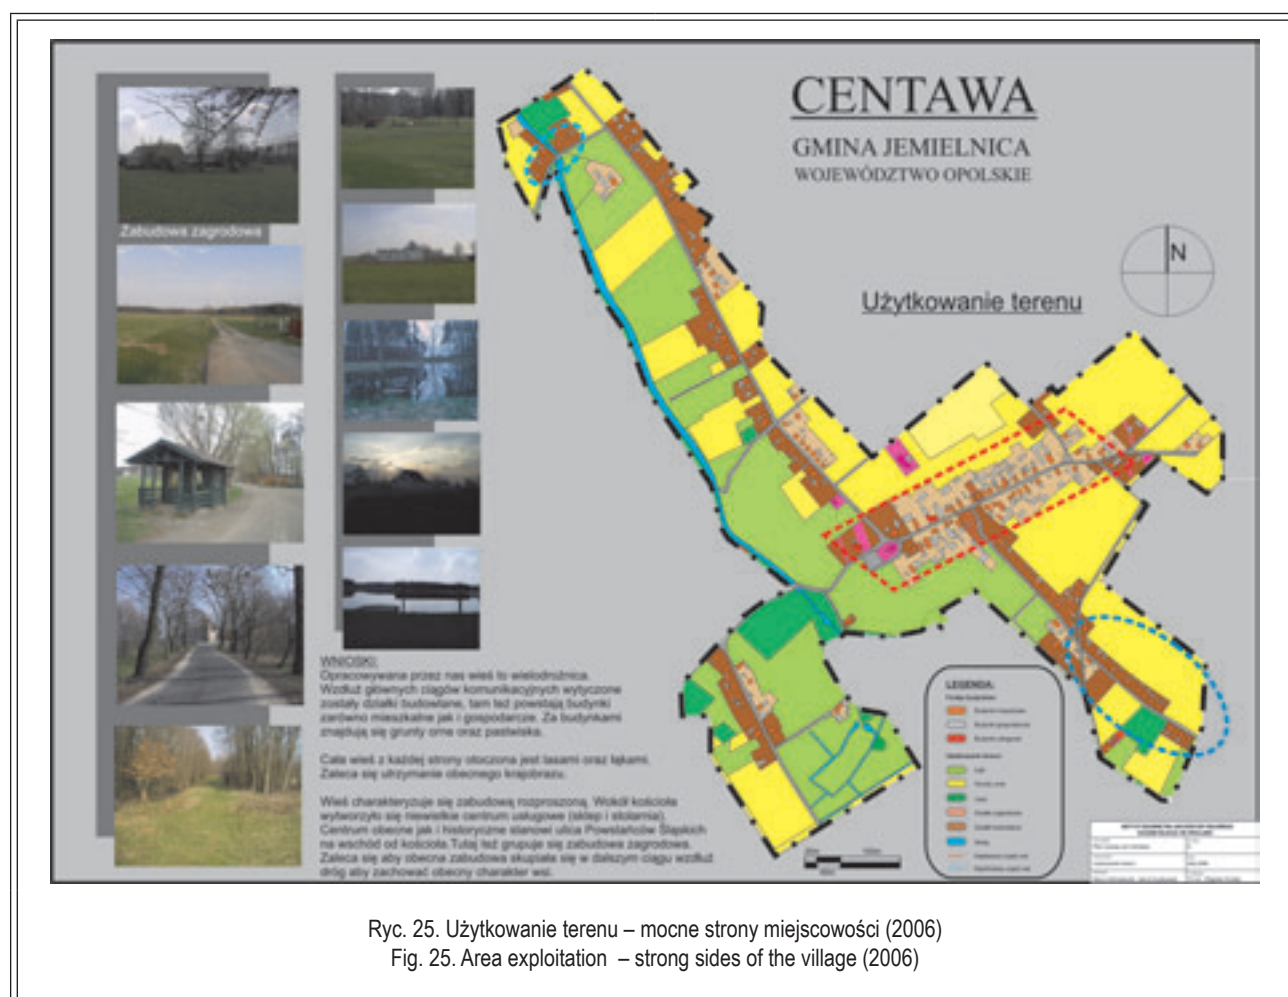 CENTAWA
GMINA JEMIELNICA
WOJEWÓDZTWO OPOLSKIE
N
Użytkowanie terenu
Zabudowa zagrodowa
WNIOSKI:
Opracowywana przez nas wieś to wielodrożnica.
Wzdłuż głównych ciągów komunikacyjnych wytyczone
zostały działki budowlane, tam też powstają budynki
zarówno mieszkalne jak i gospodarcze. Za budynkami
znajdują się grunty orne oraz pastwiska.
Cała wieś z każdej strony otoczona jest lasami oraz łąkami.
Zaleca się utrzymanie obecnego krajobrazu.
Wieś charakteryzuje się zabudową rozproszoną. Wokół kościoła
wytworzyło się niewielkie centrum usługowe (sklep i stolarnia).
Centrum obecne jak i historyczne stanowi ulica Powstańców Śląskich
na wschód od kościoła.Tutaj też grupuje się zabudowa zagrodowa.
Zaleca się aby obecna zabudowa skupiała się w dalszym ciągu wzdłuż
dróg aby zachować obecny charakter wsi.
LEGENDA:
Ryc. 25. Użytkowanie terenu – mocne strony miejscowości (2006)
Fig. 25. Area exploitation – strong sides of the village (2006)